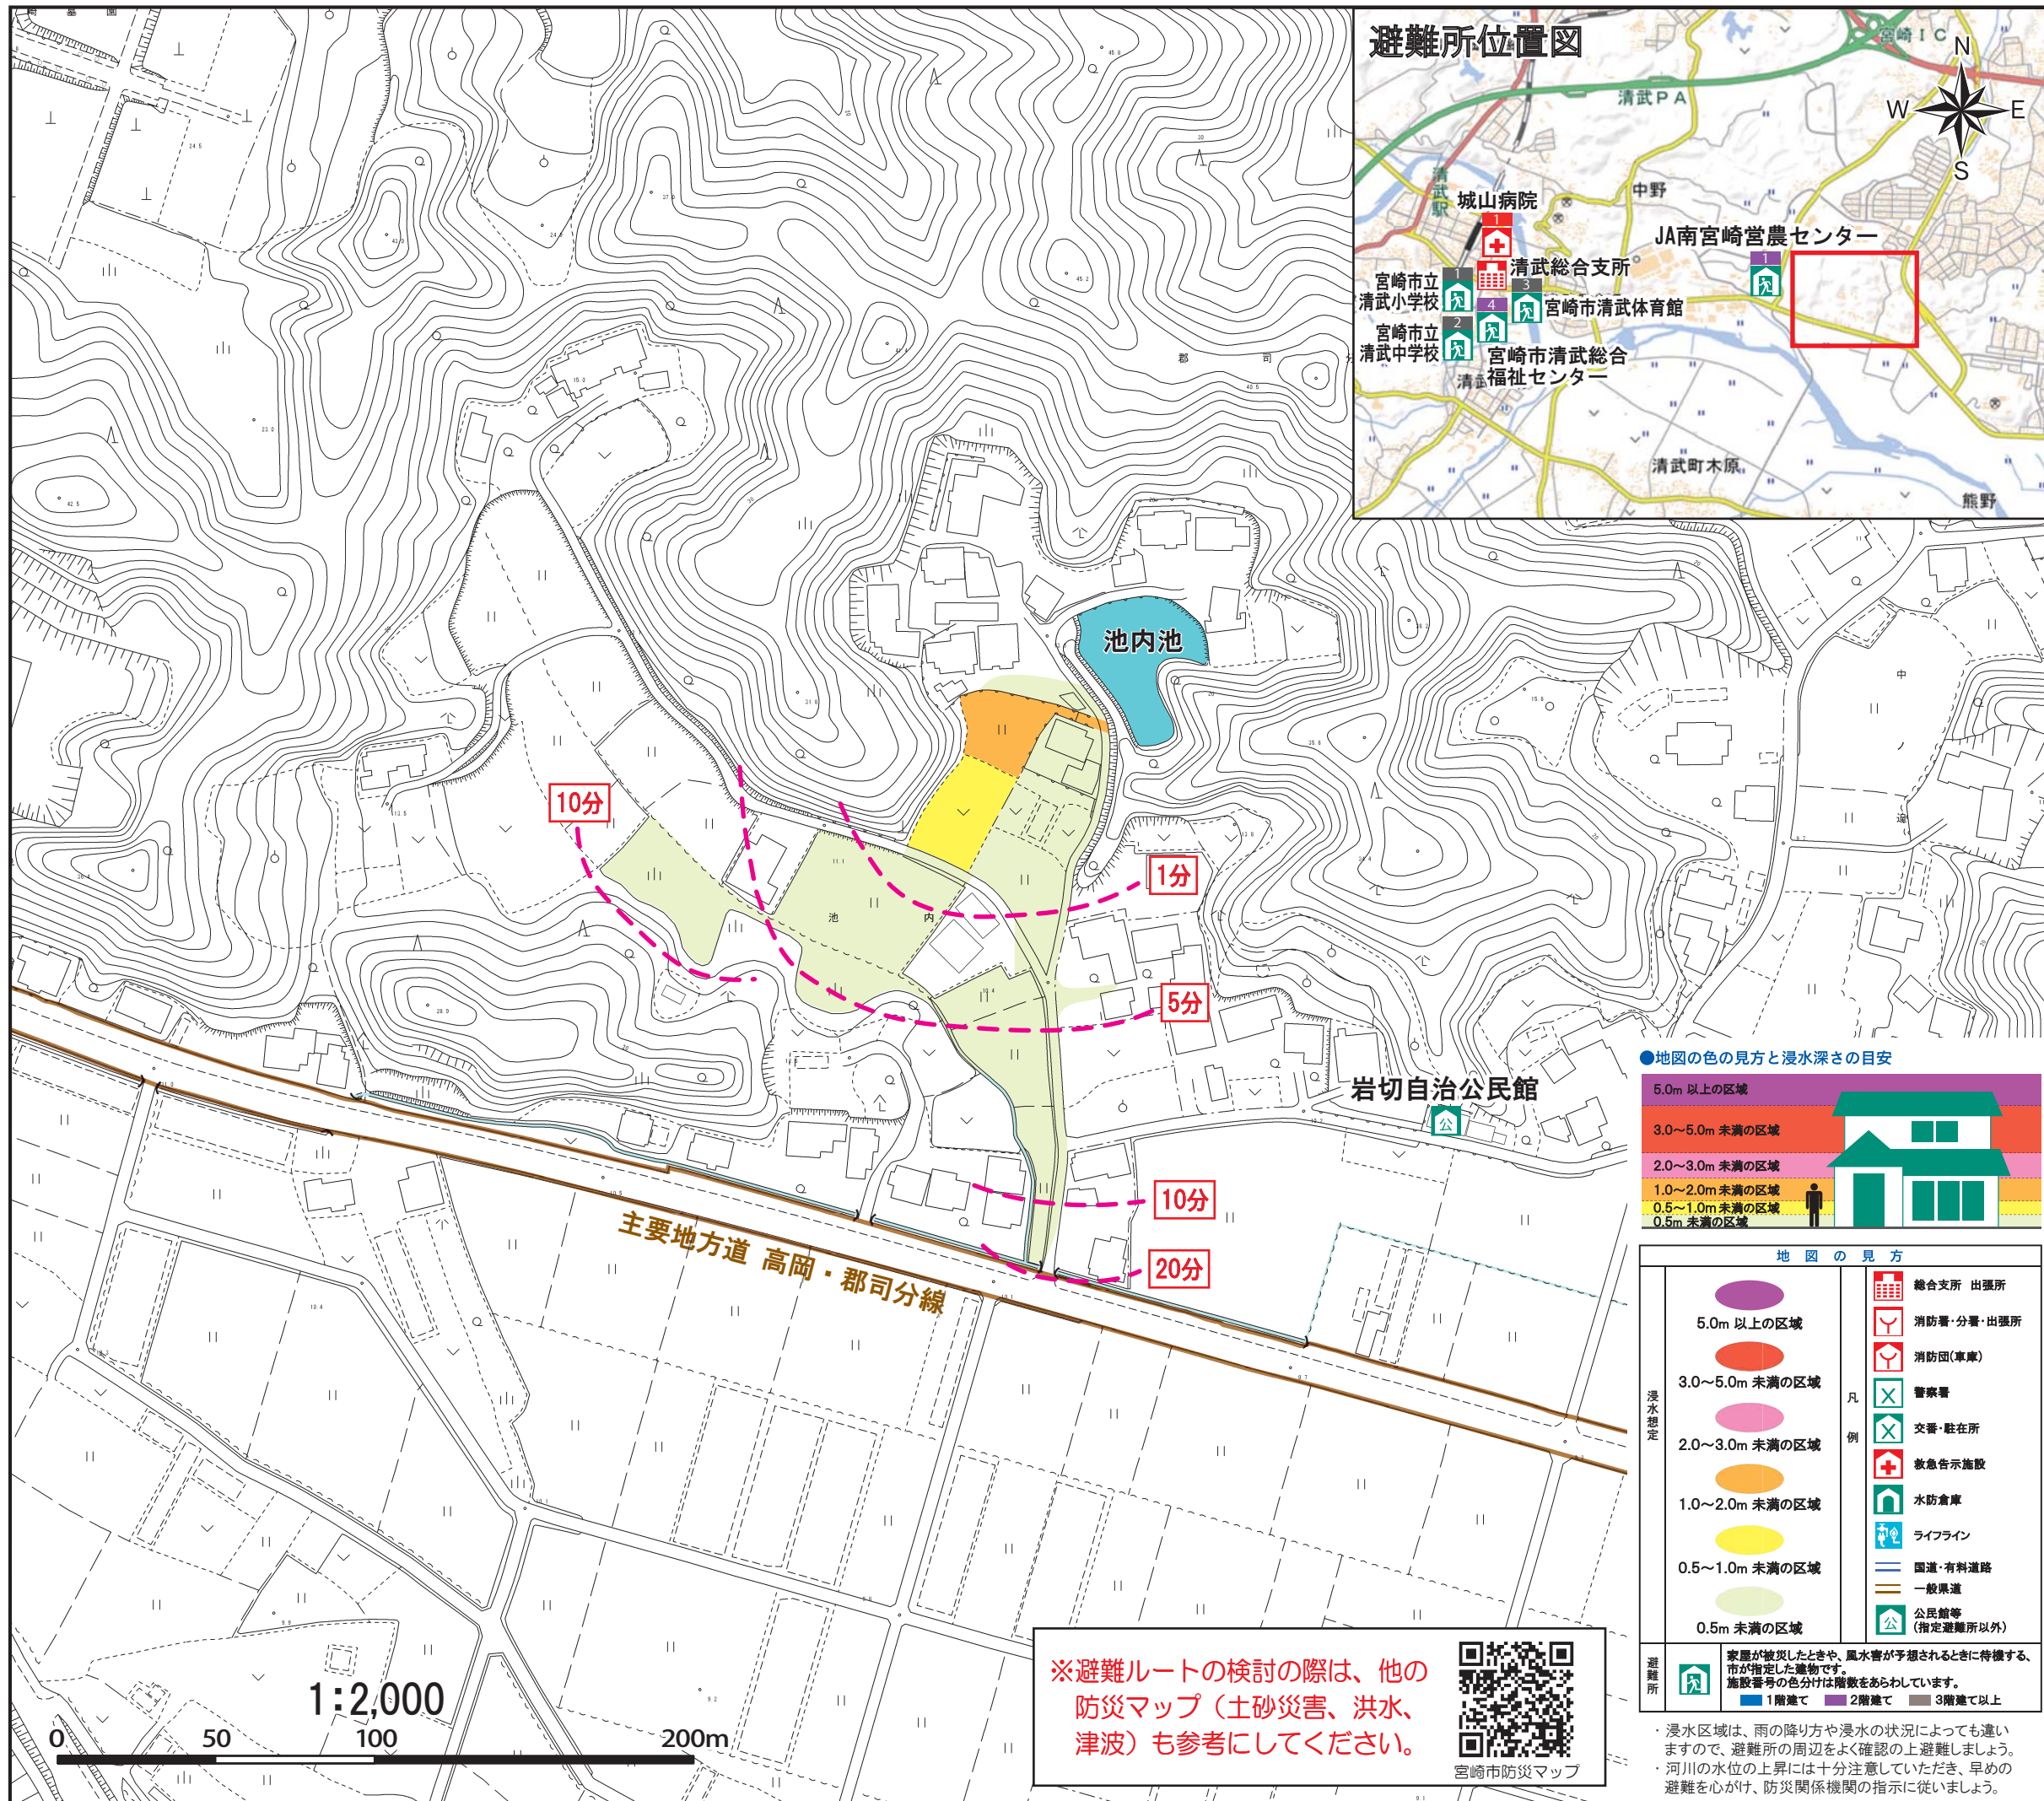 避難所位置図
宮崎IC
清武PA
N
W
E
S
清武駅
中野
城山病院
1
JA南宮崎営農センター
1
清武総合支所
宮崎市立
清武小学校
1
3
宮崎市清武体育館
宮崎市立
清武中学校
2
4
宮崎市清武総合
福祉センター
清武
清武町木原
熊野
郡 司 分
池内池
10分
1分
池 内
5分
岩切自治公民館
公
10分
20分
主要地方道 高岡・郡司分線
●地図の色の見方と浸水深さの目安
5.0m 以上の区域
3.0~5.0m 未満の区域
2.0~3.0m 未満の区域
1.0~2.0m 未満の区域
0.5~1.0m 未満の区域
0.5m 未満の区域
地図の見方
浸水想定
5.0m 以上の区域
3.0~5.0m 未満の区域
2.0~3.0m 未満の区域
1.0~2.0m 未満の区域
0.5~1.0m 未満の区域
0.5m 未満の区域
凡例
総合支所 出張所
消防署・分署・出張所
消防団(車庫)
警察署
交番・駐在所
救急告示施設
水防倉庫
ライフライン
国道・有料道路
一般県道
公
公民館等
(指定避難所以外)
避難所
家屋が被災したときや、風水害が予想されるときに待機する、
市が指定した建物です。
施設番号の色分けは階数をあらわしています。
1階建て 2階建て 3階建て以上
・浸水区域は、雨の降り方や浸水の状況によっても違い
ますので、避難所の周辺をよく確認の上避難しましょう。
・河川の水位の上昇には十分注意していただき、早めの
避難を心がけ、防災関係機関の指示に従いましょう。
※避難ルートの検討の際は、他の
防災マップ(土砂災害、洪水、
津波)も参考にしてください。
宮崎市防災マップ
1:2,000
0 50 100 200m